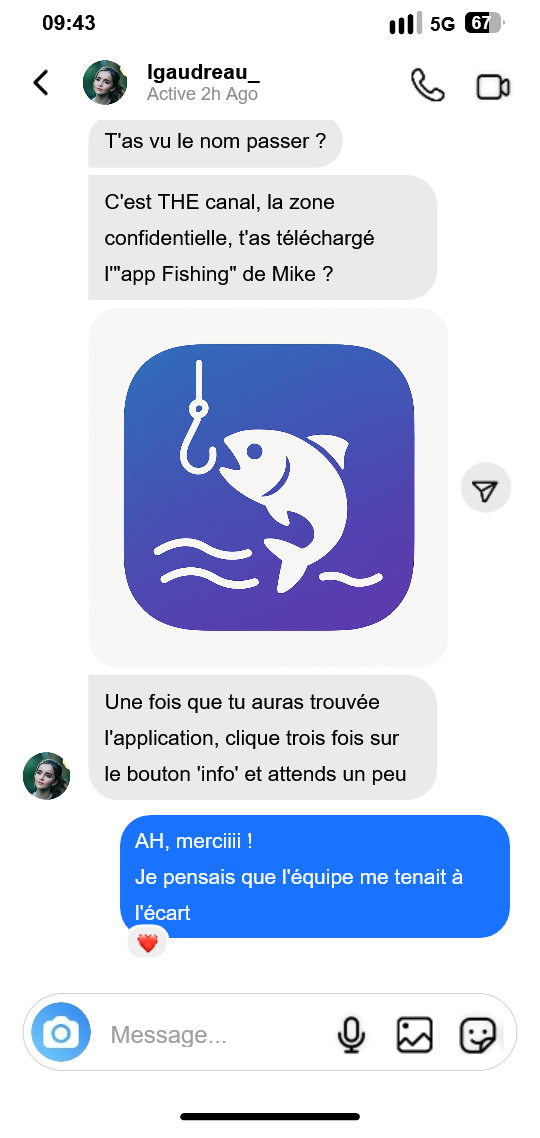 09:43
5G
67
lgaudreau_
Active 2h Ago
T'as vu le nom passer ?
C'est THE canal, la zone
confidentielle, t'as téléchargé
l'"app Fishing" de Mike ?
Une fois que tu auras trouvée
l'application, clique trois fois sur
le bouton 'info' et attends un peu
AH, merciiii !
Je pensais que l'équipe me tenait à
l'écart
Message...